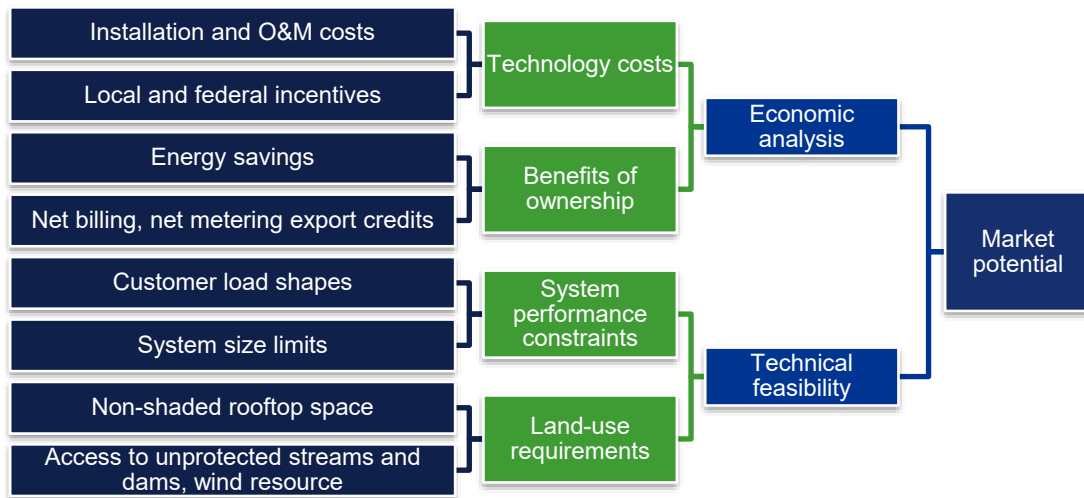 Installation and O&M costs
Local and federal incentives
Energy savings
Net billing, net metering export credits
Customer load shapes
System size limits
Non-shaded rooftop space
Access to unprotected streams and
dams, wind resource
Technology costs
Benefits of
ownership
System
performance
constraints
Land-use
requirements
Economic
analysis
Technical
feasibility
Market
potential